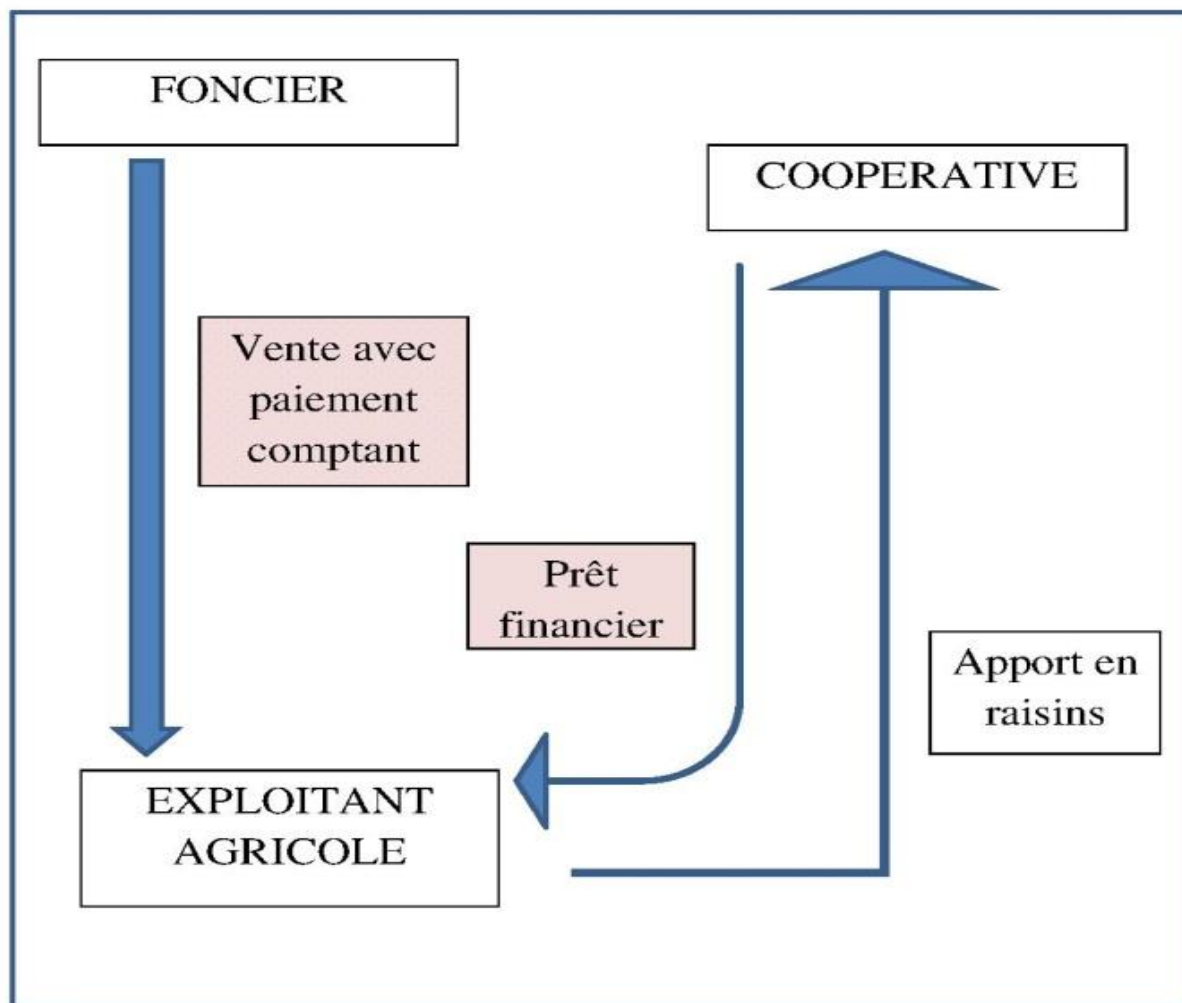 FONCIER
COOPERATIVE
Vente avec
paiement
comptant
Prêt
financier
Apport en
raisins
EXPLOITANT
AGRICOLE